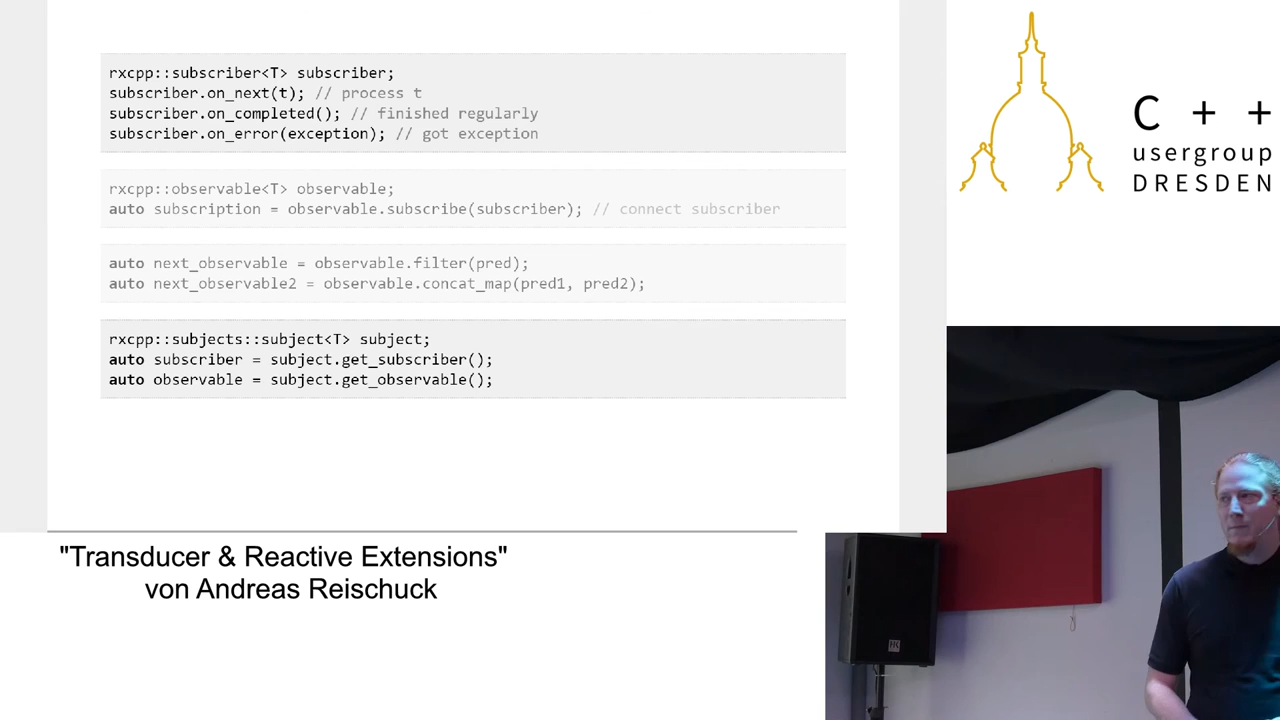 rxcpp::subscriber<T> subscriber;
subscriber.on_next(t); // process t
subscriber.on_completed(); // finished regularly
subscriber.on_error(exception); // got exception
rxcpp::observable<T> observable;
auto subscription = observable.subscribe(subscriber); // connect subscriber
auto next_observable = observable.filter(pred);
auto next_observable2 = observable.concat_map(pred1, pred2);
rxcpp::subjects::subject<T> subject;
auto subscriber = subject.get_subscriber();
auto observable = subject.get_observable();
C + +
usergroup
DRESDEN
"Transducer & Reactive Extensions"
von Andreas Reischuck
HK